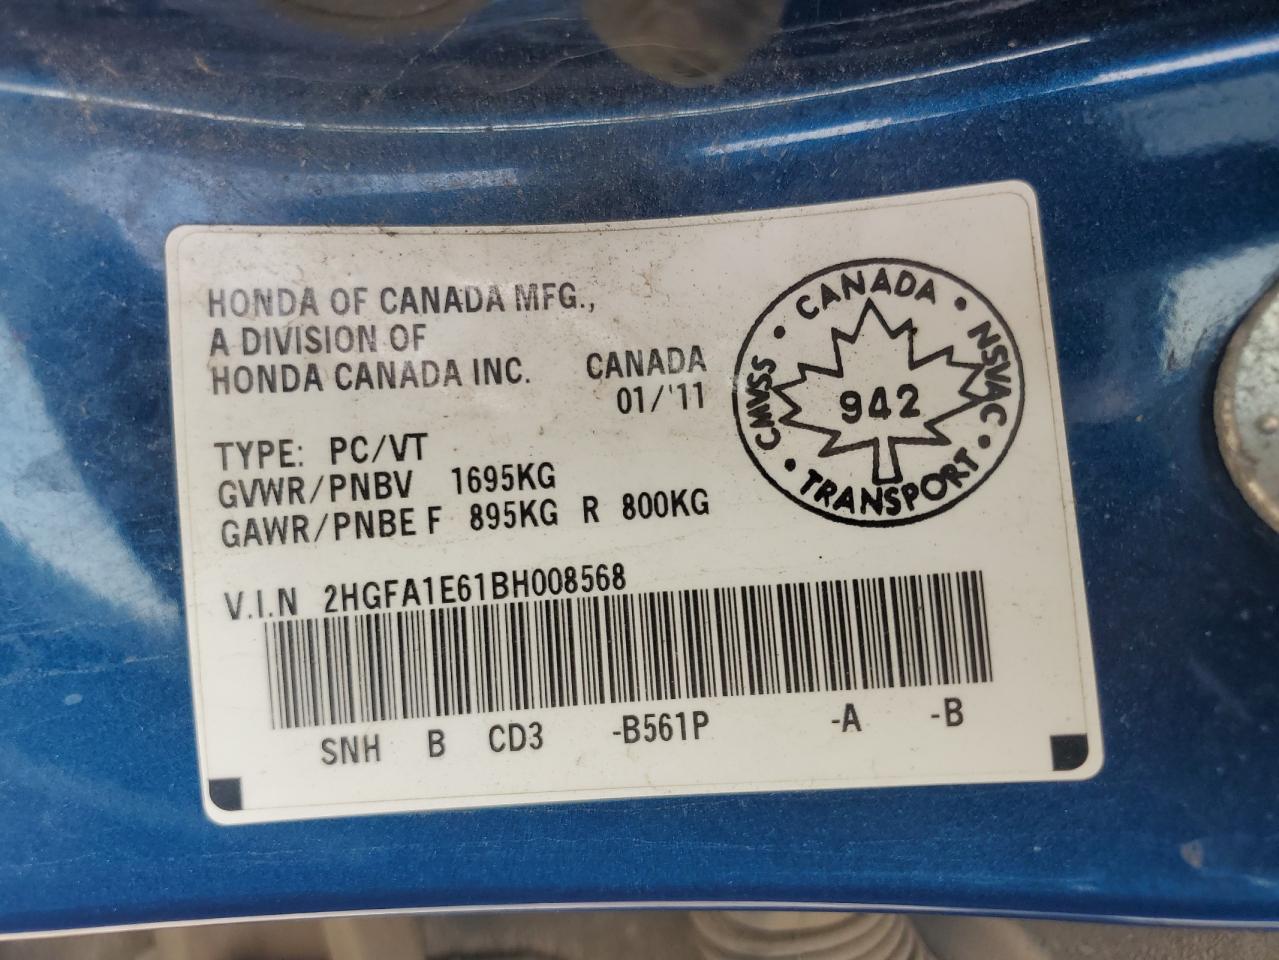 HONDA OF CANADA MFG.,
A DIVISION OF
HONDA CANADA INC. CANADA
01/'11
TYPE: PC/VT
GVWR/PNBV 1695KG
GAWR/PNBE F 895KG R 800KG
CANADA • NSVAC • TRANSPORT • CMVSS •
942
V.I.N 2HGFA1E61BH008568
SNH B CD3 -B561P -A -B